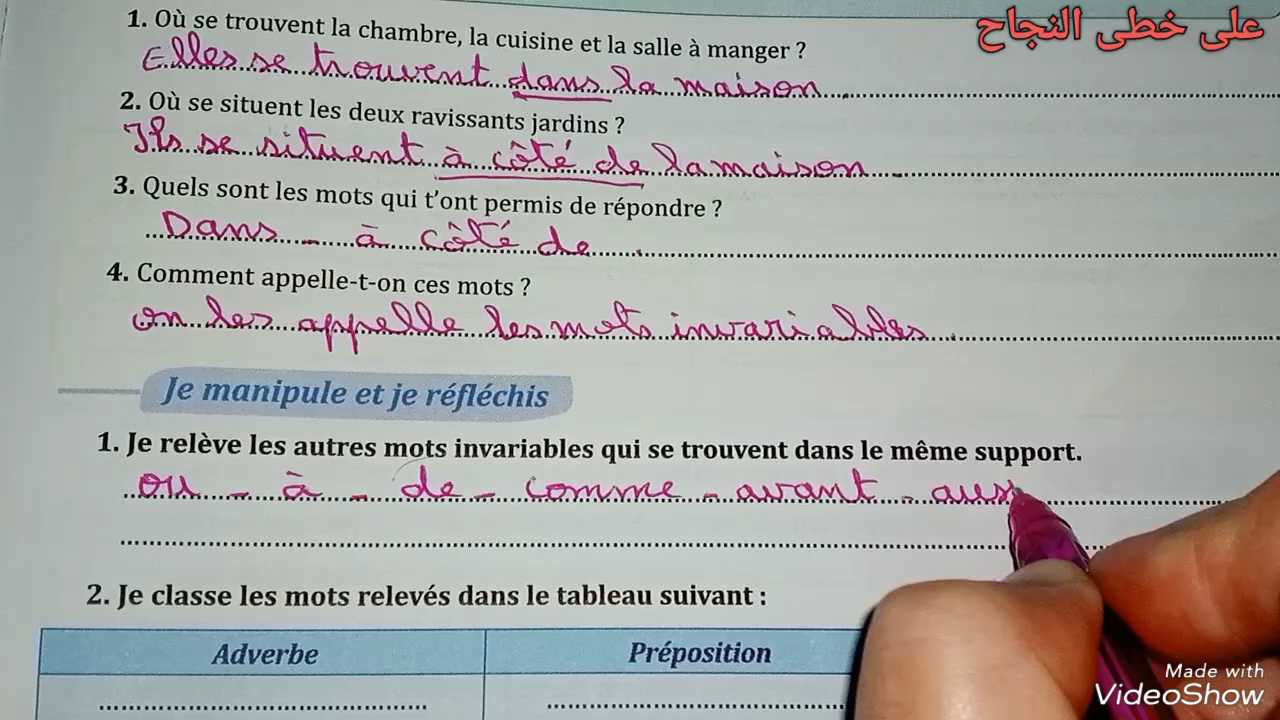 على خطى النجاح
1. Où se trouvent la chambre, la cuisine et la salle à manger ?
Elles se trouvent dans la maison.
2. Où se situent les deux ravissants jardins ?
Ils se situent à côté de la maison.
3. Quels sont les mots qui t'ont permis de répondre ?
Dans - à côté de.
4. Comment appelle-t-on ces mots ?
on les appelle les mots invariables.
Je manipule et je réfléchis
1. Je relève les autres mots invariables qui se trouvent dans le même support.
ou - à - de - comme - avant - aus
2. Je classe les mots relevés dans le tableau suivant :
Adverbe Préposition
Made with
VideoShow